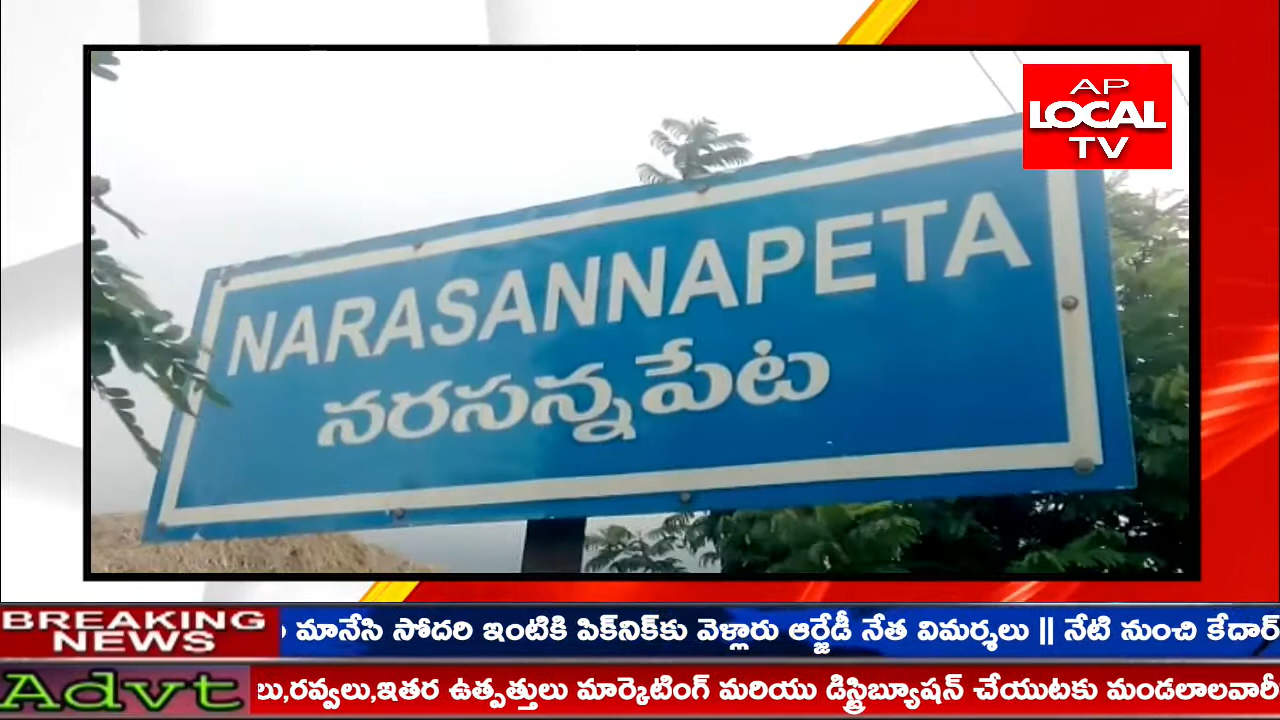 AP
LOCAL
TV
NARASANNAPETA
నరసన్నపేట
BREAKING
NEWS
మానేసి సోదరి ఇంటికి పిక్‌నిక్‌కు వెళ్లారు ఆర్జేడీ నేత విమర్శలు || నేటి నుంచి కేదార్
Advt
లు,రవ్వలు,ఇతర ఉత్పత్తులు మార్కెటింగ్ మరియు డిస్ట్రిబ్యూషన్ చేయుటకు మండలాలవారీ